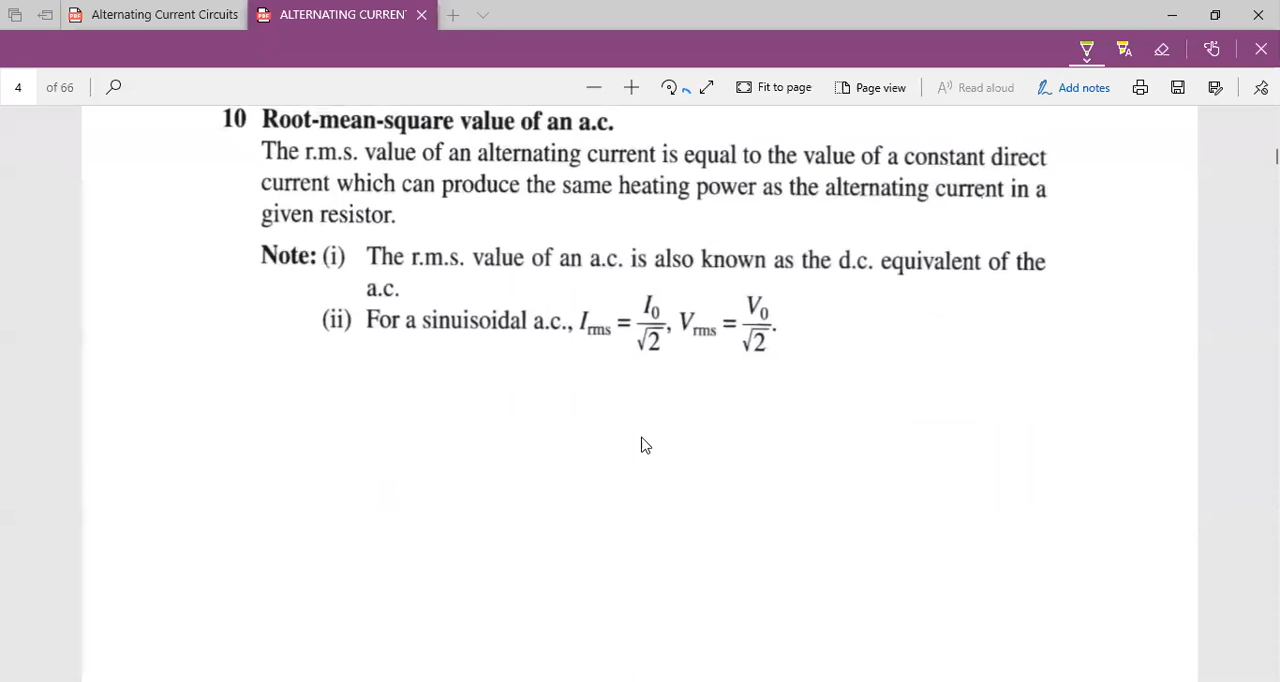 Alternating Current Circuits
ALTERNATING CURREN
4 of 66
Fit to page
Page view
Read aloud
Add notes
10 Root-mean-square value of an a.c.
The r.m.s. value of an alternating current is equal to the value of a constant direct
current which can produce the same heating power as the alternating current in a
given resistor.
Note: (i) The r.m.s. value of an a.c. is also known as the d.c. equivalent of the
a.c.
(ii) For a sinuisoidal a.c., I_rms = I₀/√2, V_rms = V₀/√2.